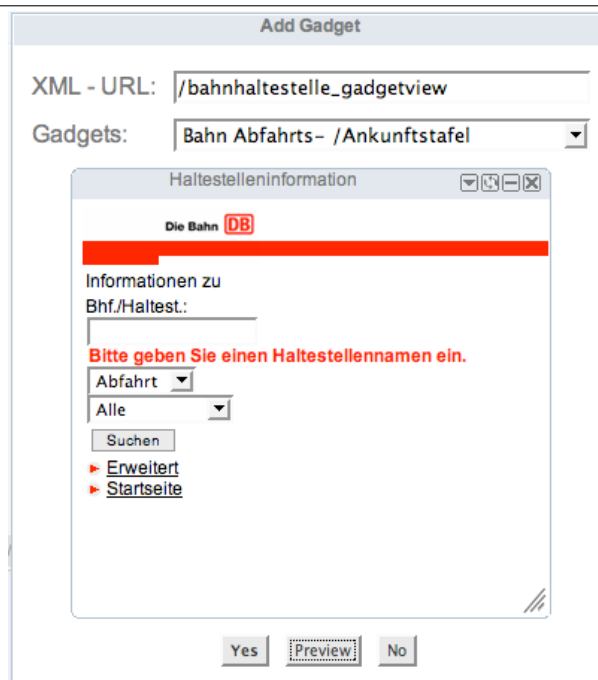 Add Gadget
XML - URL: /bahnhaltestelle_gadgetview
Gadgets: Bahn Abfahrts- /Ankunftstafel
Haltestelleninformation
Die Bahn DB
Informationen zu
Bhf./Haltest.:
Bitte geben Sie einen Haltestellennamen ein.
Abfahrt
Alle
Suchen
Erweitert
Startseite
Yes Preview No